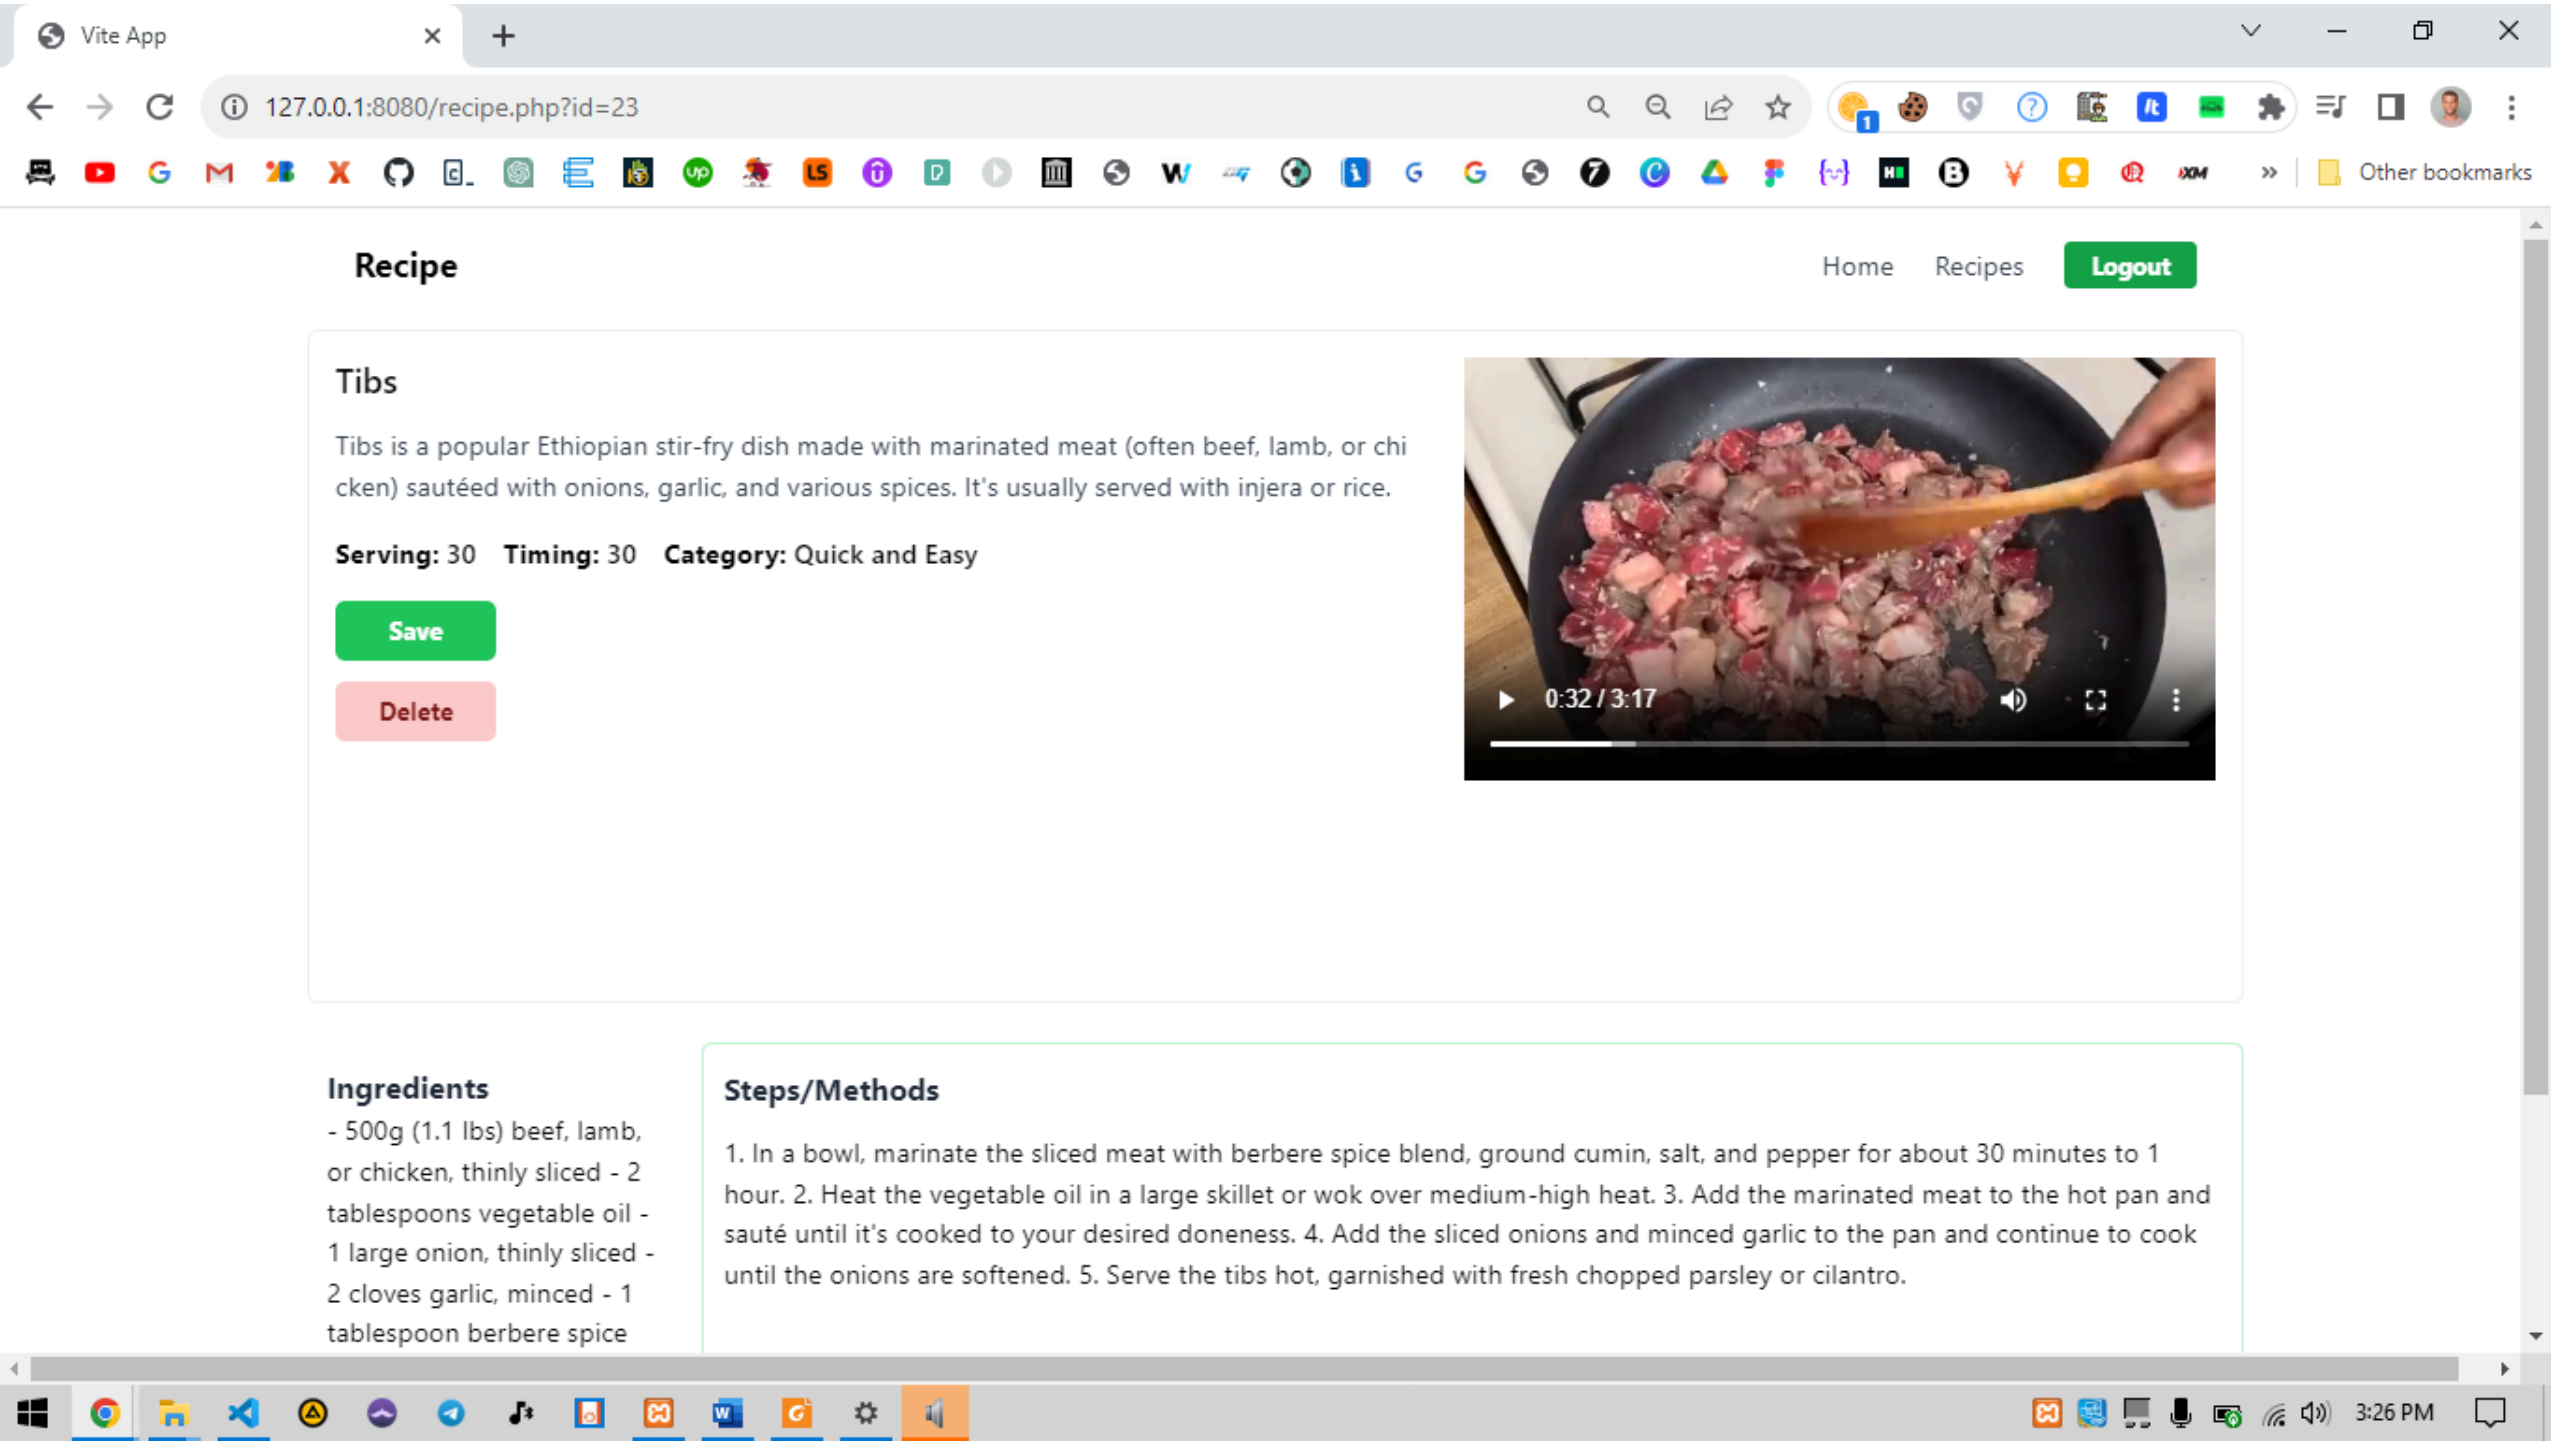 Vite App
127.0.0.1:8080/recipe.php?id=23
1
Other bookmarks
Recipe
Home Recipes Logout
Tibs
Tibs is a popular Ethiopian stir-fry dish made with marinated meat (often beef, lamb, or chi
cken) sautéed with onions, garlic, and various spices. It's usually served with injera or rice.
Serving: 30 Timing: 30 Category: Quick and Easy
Save
Delete
0:32 / 3:17
Ingredients
- 500g (1.1 lbs) beef, lamb,
or chicken, thinly sliced - 2
tablespoons vegetable oil -
1 large onion, thinly sliced -
2 cloves garlic, minced - 1
tablespoon berbere spice
Steps/Methods
1. In a bowl, marinate the sliced meat with berbere spice blend, ground cumin, salt, and pepper for about 30 minutes to 1
hour. 2. Heat the vegetable oil in a large skillet or wok over medium-high heat. 3. Add the marinated meat to the hot pan and
sauté until it's cooked to your desired doneness. 4. Add the sliced onions and minced garlic to the pan and continue to cook
until the onions are softened. 5. Serve the tibs hot, garnished with fresh chopped parsley or cilantro.
3:26 PM